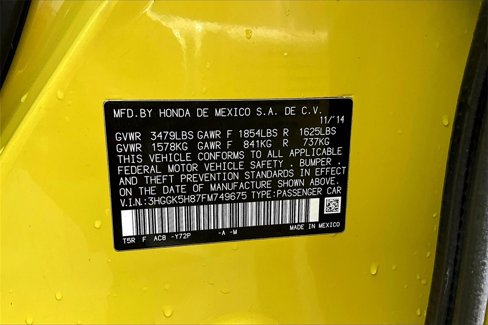 MFD.BY HONDA DE MEXICO S.A. DE C.V.
11/'14
GVWR 3479LBS GAWR F 1854LBS R 1625LBS
GVWR 1578KG GAWR F 841KG R 737KG
THIS VEHICLE CONFORMS TO ALL APPLICABLE
FEDERAL MOTOR VEHICLE SAFETY . BUMPER .
AND THEFT PREVENTION STANDARDS IN EFFECT
ON THE DATE OF MANUFACTURE SHOWN ABOVE.
V.I.N:3HGGK5H87FM749675 TYPE:PASSENGER CAR
MADE IN MEXICO
T5R F ACB -Y72P -A -M